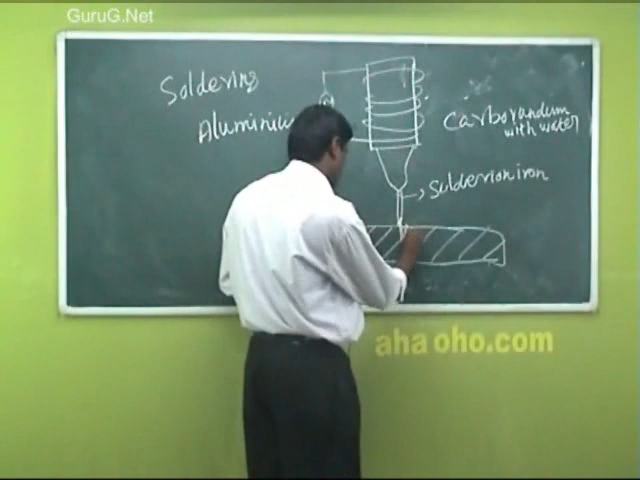 GuruG.Net
Soldering
Aluminiu
Carborandum
with water
Solderion iron
aha oho.com